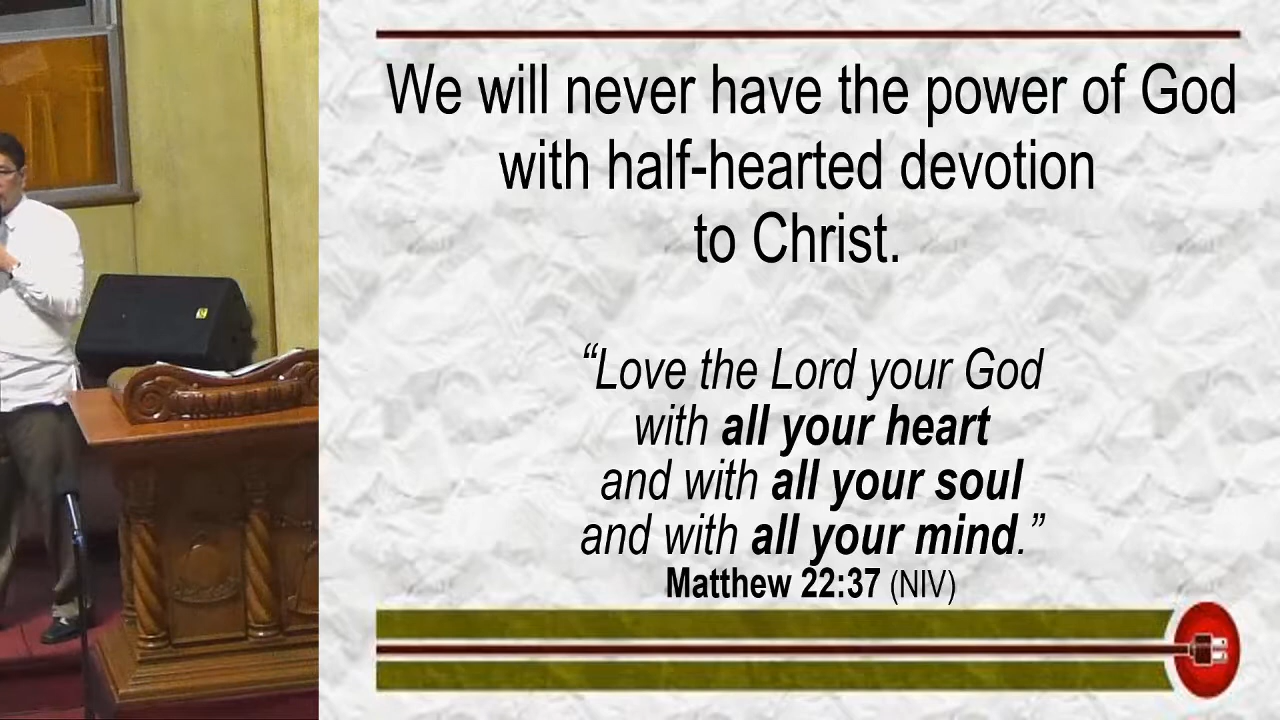 We will never have the power of God
with half-hearted devotion
to Christ.
“Love the Lord your God
with all your heart
and with all your soul
and with all your mind.”
Matthew 22:37 (NIV)